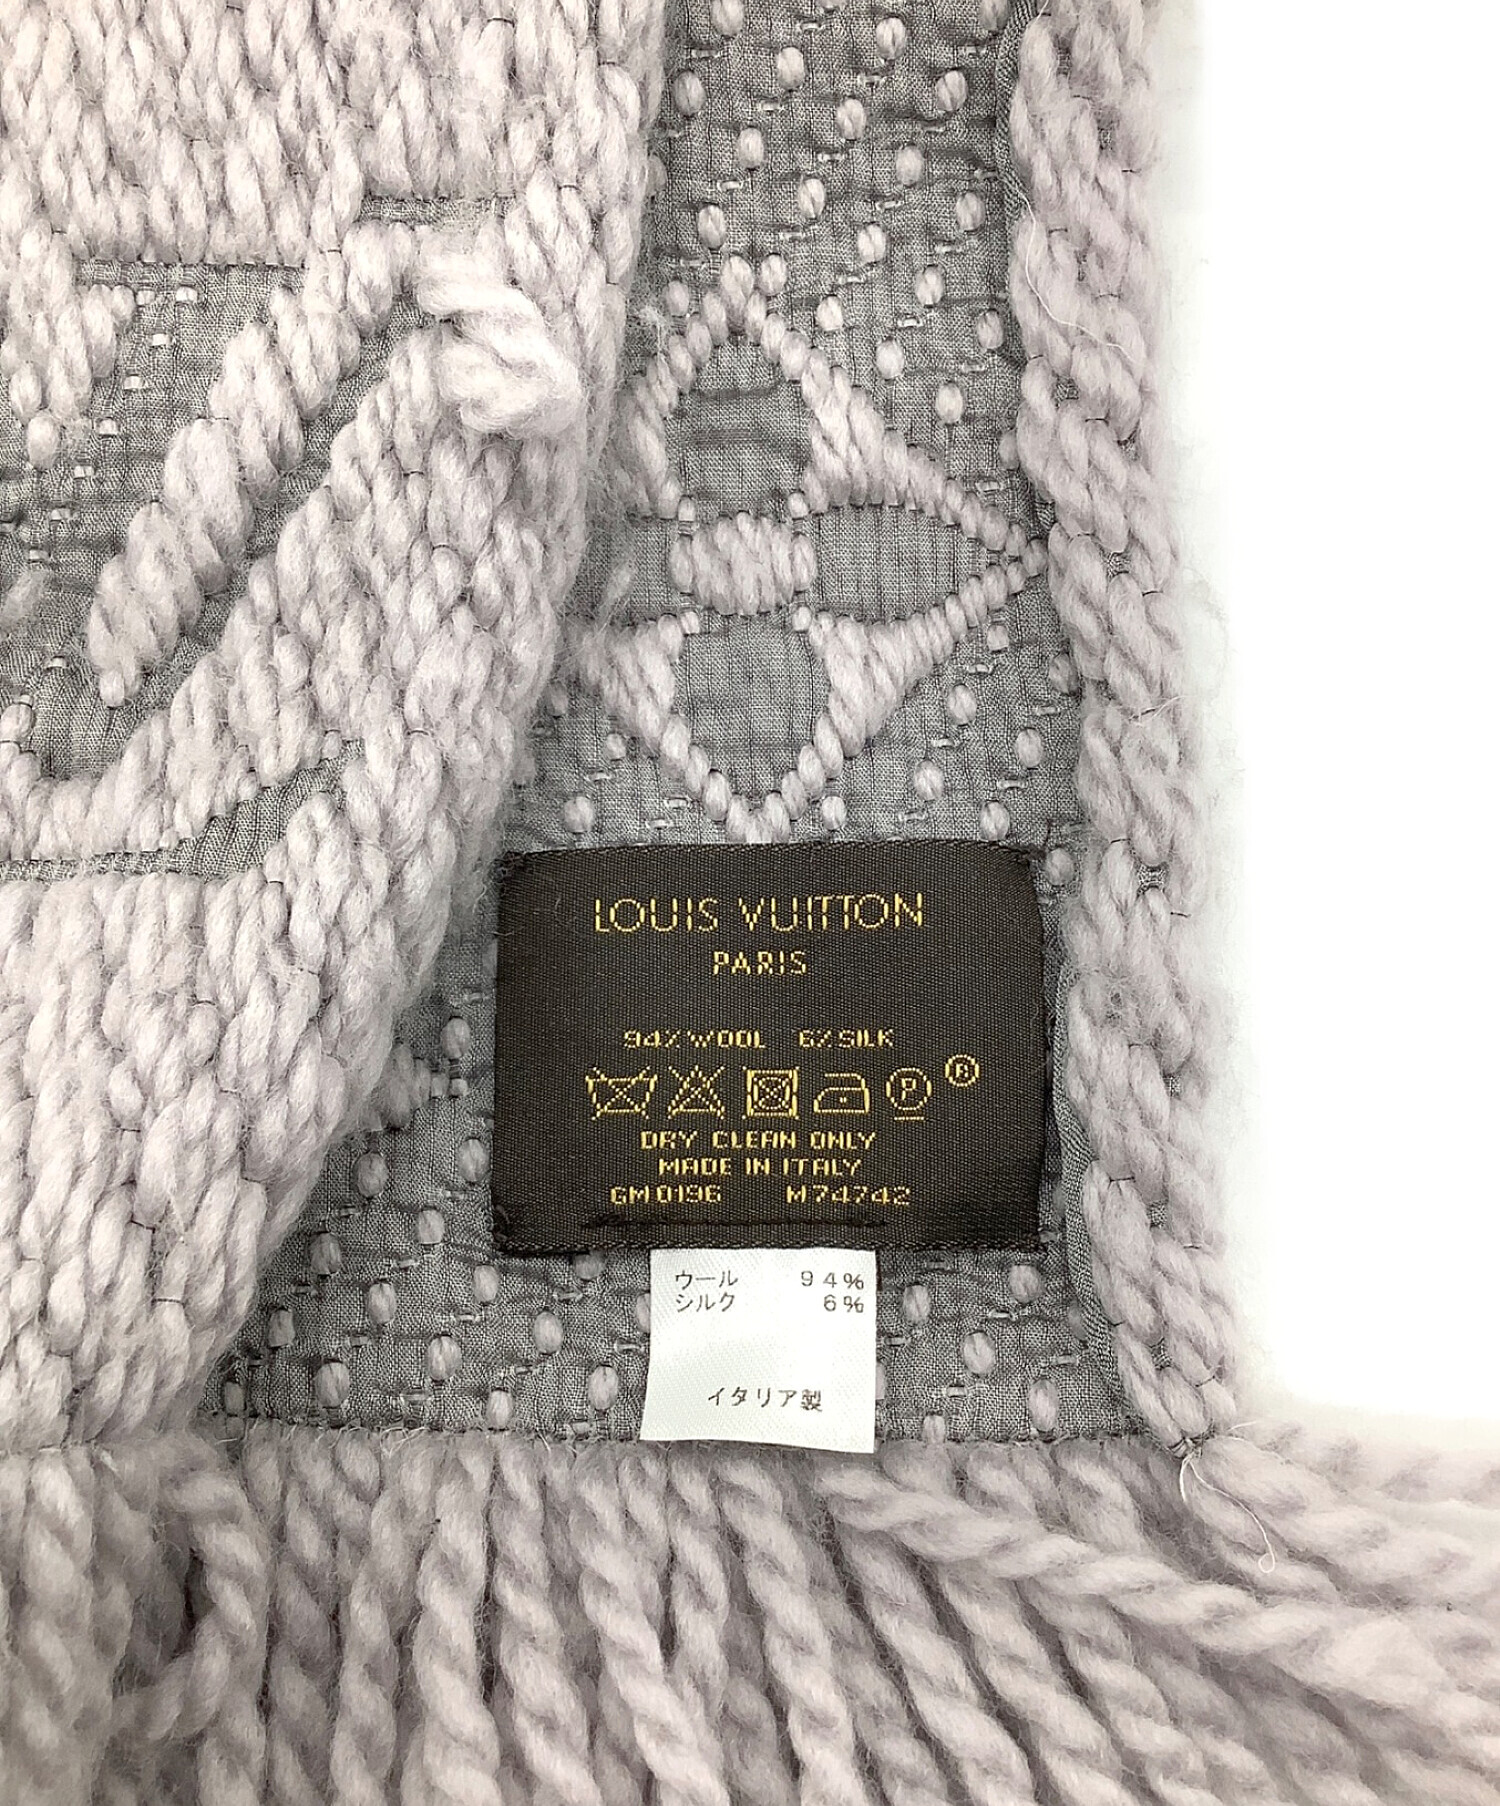 LOUIS VUITTON
PARIS
94% WOOL 6% SILK
P R
DRY CLEAN ONLY
MADE IN ITALY
GM0196 M74742
ウール 94%
シルク 6%
イタリア製